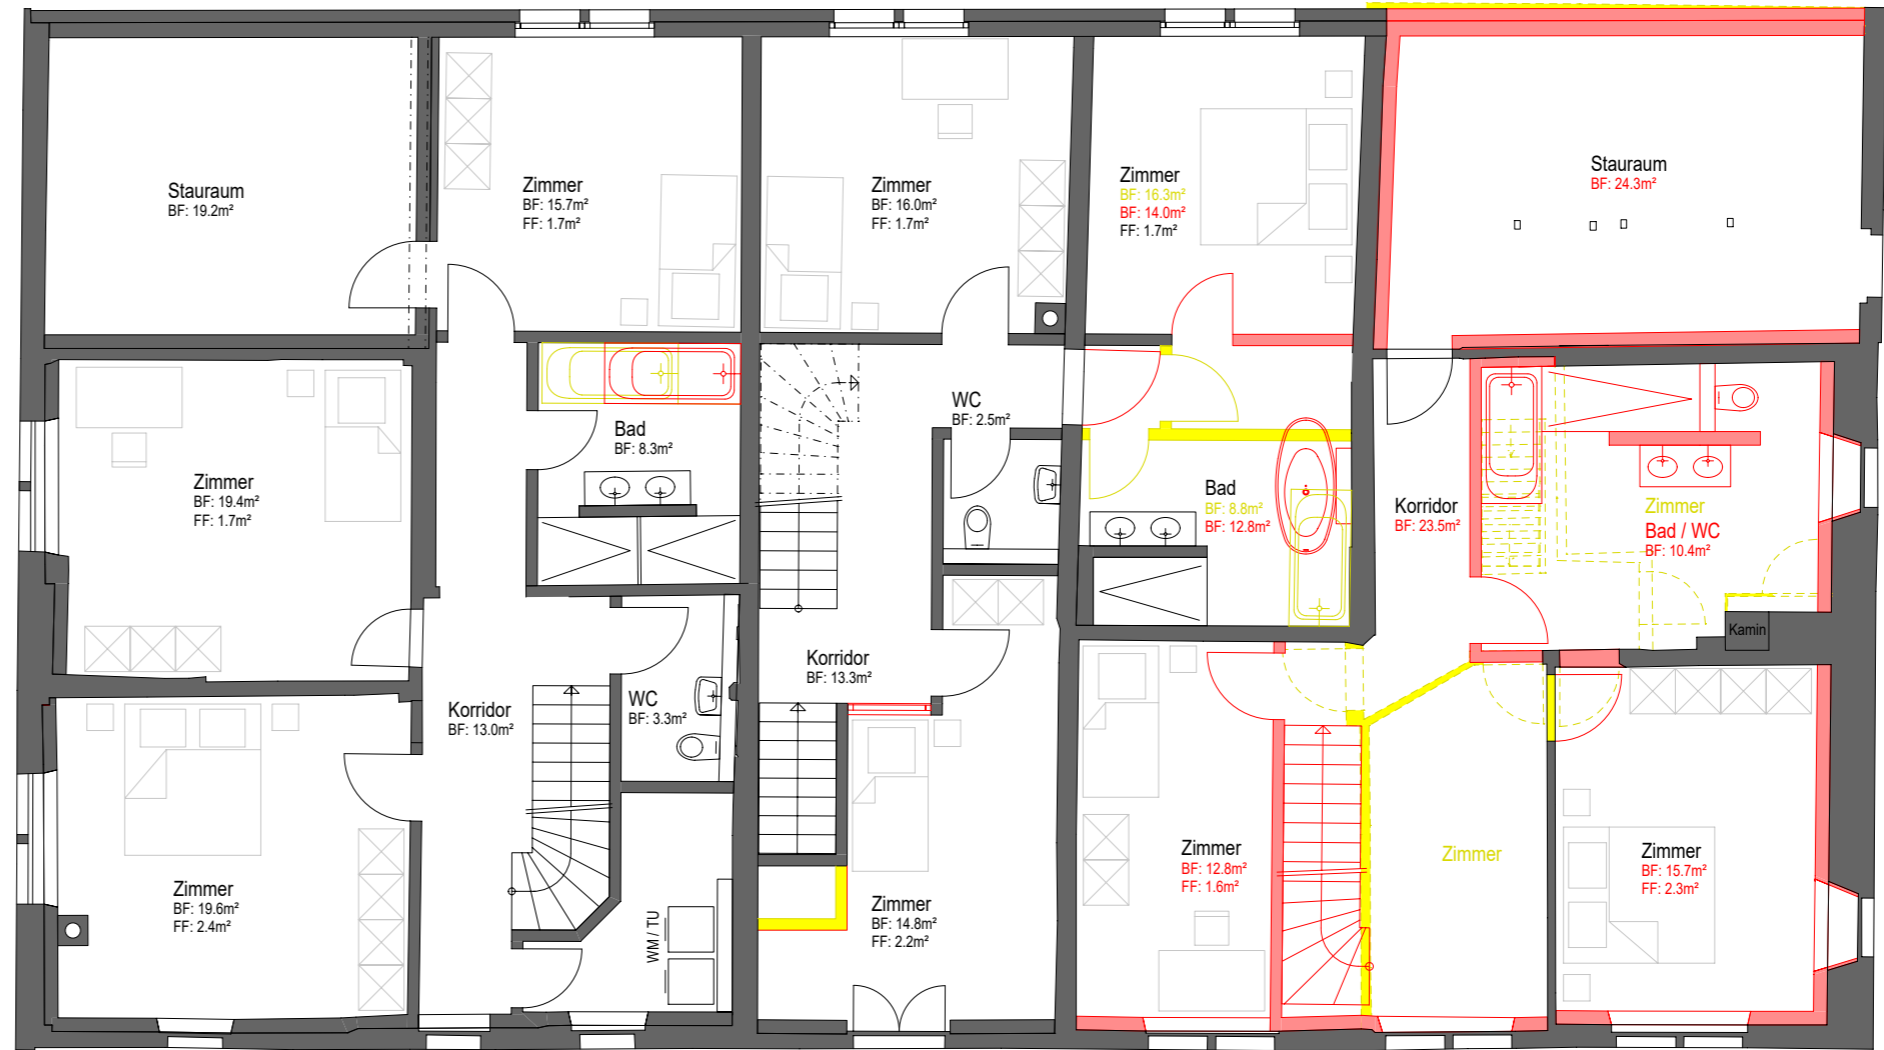 Stauraum
BF: 19.2m²
Zimmer
BF: 15.7m²
FF: 1.7m²
Zimmer
BF: 16.0m²
FF: 1.7m²
Zimmer
BF: 16.3m²
BF: 14.0m²
FF: 1.7m²
Stauraum
BF: 24.3m²
Zimmer
BF: 19.4m²
FF: 1.7m²
Bad
BF: 8.3m²
WC
BF: 2.5m²
Bad
BF: 8.8m²
BF: 12.8m²
Korridor
BF: 23.5m²
Zimmer
Bad / WC
BF: 10.4m²
Kamin
Korridor
BF: 13.0m²
WC
BF: 3.3m²
Korridor
BF: 13.3m²
Zimmer
BF: 19.6m²
FF: 2.4m²
WM / TU
Zimmer
BF: 14.8m²
FF: 2.2m²
Zimmer
BF: 12.8m²
FF: 1.6m²
Zimmer
Zimmer
BF: 15.7m²
FF: 2.3m²